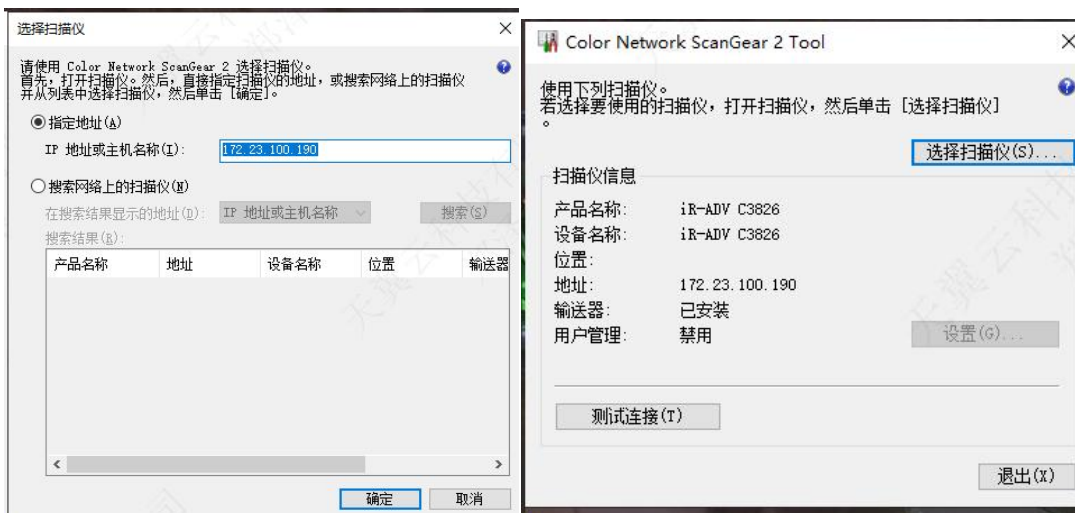 选择扫描仪
请使用 Color Network ScanGear 2 选择扫描仪。
首先，打开扫描仪。然后，直接指定扫描仪的地址，或搜索网络上的扫描仪
并从列表中选择扫描仪，然后单击 [确定]。
指定地址(A)
IP 地址或主机名称(I): 172.23.100.190
搜索网络上的扫描仪(N)
在搜索结果显示的地址(D): IP 地址或主机名称 搜索(S)
搜索结果(R):
产品名称 地址 设备名称 位置 输送器
确定 取消
Color Network ScanGear 2 Tool
使用下列扫描仪。
若选择要使用的扫描仪，打开扫描仪，然后单击 [选择扫描仪]
。
选择扫描仪(S)...
扫描仪信息
产品名称: iR-ADV C3826
设备名称: iR-ADV C3826
位置:
地址: 172.23.100.190
输送器: 已安装
用户管理: 禁用
设置(G)...
测试连接(T)
退出(X)